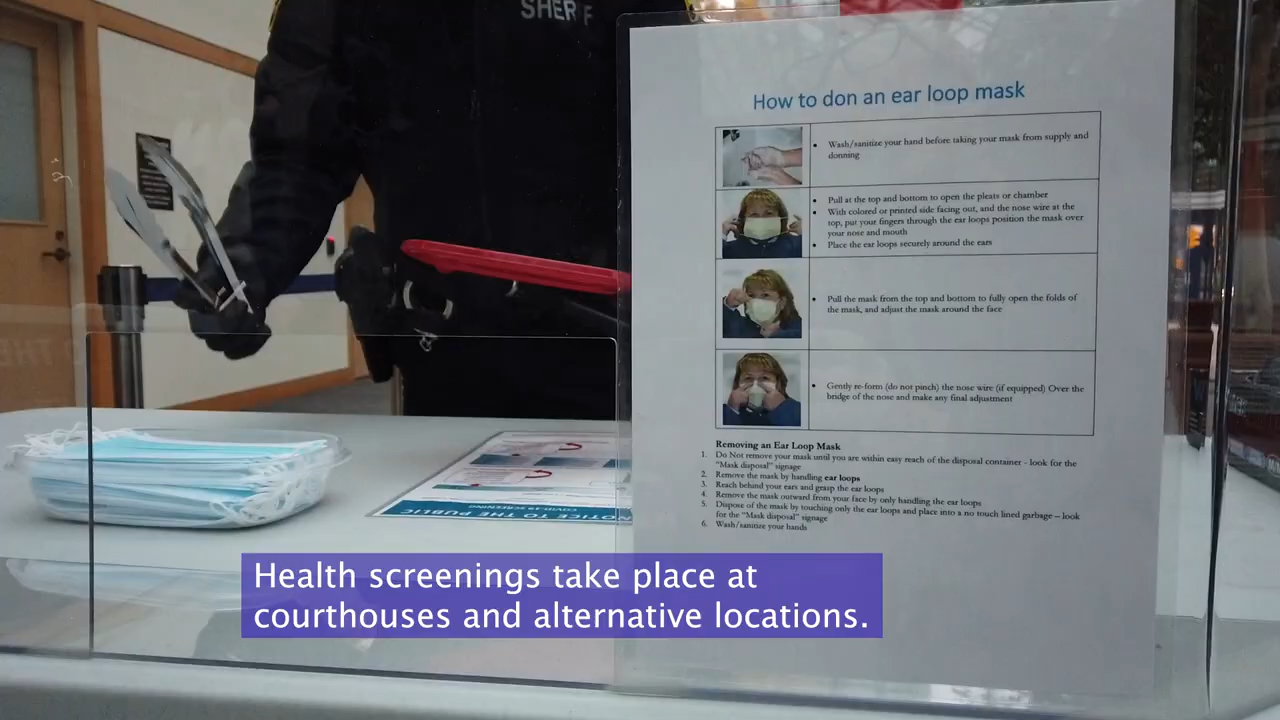 SHERIFF
How to don an ear loop mask
Wash/sanitize your hand before taking your mask from supply and
donning
Pull at the top and bottom to open the pleats or chamber
With colored or printed side facing out, and the nose wire at the
top, put your fingers through the ear loops position the mask over
your nose and mouth
Place the ear loops securely around the ears
Pull the mask from the top and bottom to fully open the folds of
the mask, and adjust the mask around the face
Gently re-form (do not pinch) the nose wire (if equipped) Over the
bridge of the nose and make any final adjustment
Removing an Ear Loop Mask
1. Do Not remove your mask until you are within easy reach of the disposal container - look for the
"Mask disposal" signage
2. Remove the mask by handling ear loops
3. Reach behind your ears and grasp the ear loops
4. Remove the mask outward from your face by only handling the ear loops
5. Dispose of the mask by touching only the ear loops and place into a no touch lined garbage – look
for the "Mask disposal" signage
6. Wash/sanitize your hands
NOTICE TO THE PUBLIC
COVID-19 SCREENING
Health screenings take place at
courthouses and alternative locations.